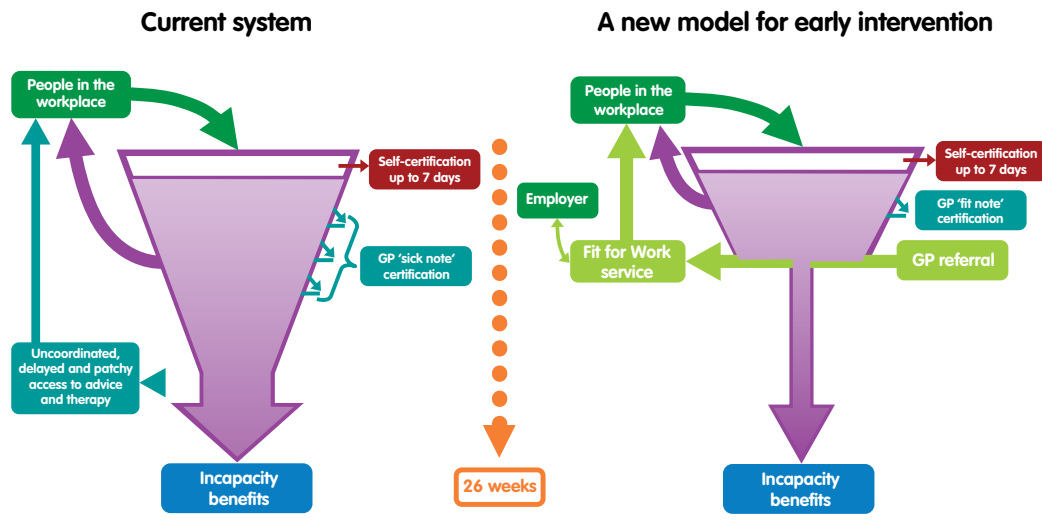 Current system
People in the
workplace
Self-certification
up to 7 days
GP ‘sick note’
certification
Uncoordinated,
delayed and patchy
access to advice
and therapy
Incapacity
benefits
26 weeks
A new model for early intervention
People in the
workplace
Self-certification
up to 7 days
Employer
GP ‘fit note’
certification
Fit for Work
service
GP referral
Incapacity
benefits